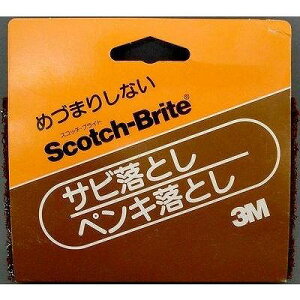 めづまりしない
スコッチ・ブライト
Scotch-Brite®
サビ落とし
ペンキ落とし
3M